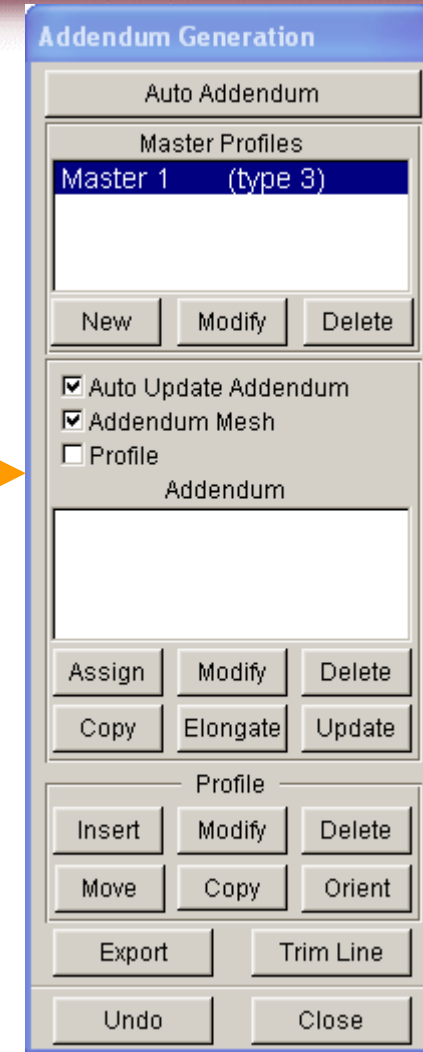 Addendum Generation
Auto Addendum
Master Profiles
Master 1 (type 3)
New Modify Delete
Auto Update Addendum
Addendum Mesh
Profile
Addendum
Assign Modify Delete
Copy Elongate Update
Profile
Insert Modify Delete
Move Copy Orient
Export Trim Line
Undo Close